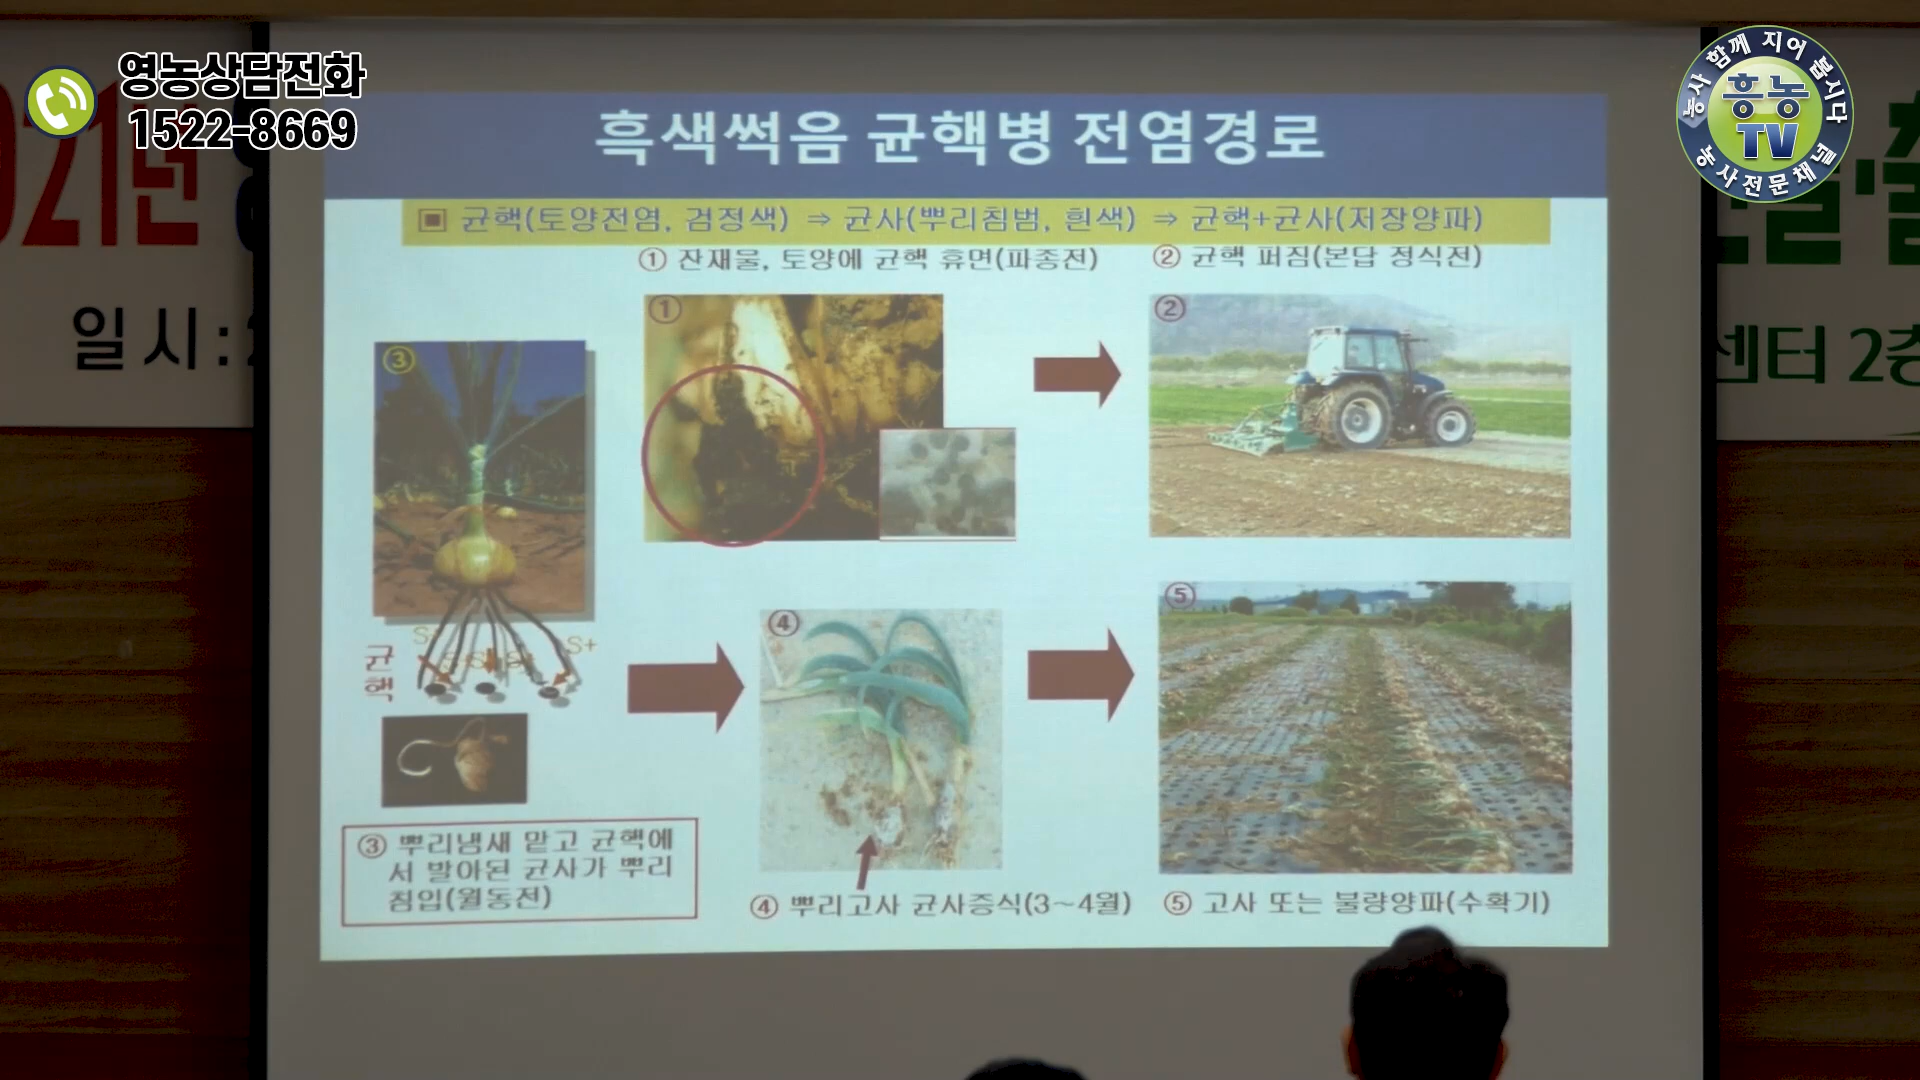 영농상담전화
1522-8669
농사 함께 지어 봅시다
흥농
TV
농사전문채널
021년
일시:2
센터 2층
흑색썩음 균핵병 전염경로
▣ 균핵(토양전염, 검정색) ⇒ 균사(뿌리침범, 흰색) ⇒ 균핵+균사(저장양파)
① 잔재물, 토양에 균핵 휴면(파종전)
② 균핵 퍼짐(본답 정식전)
①
②
③
균핵
S+
④
⑤
③ 뿌리냄새 맡고 균핵에
서 발아된 균사가 뿌리
침입(월동전)
④ 뿌리고사 균사증식(3~4월)
⑤ 고사 또는 불량양파(수확기)